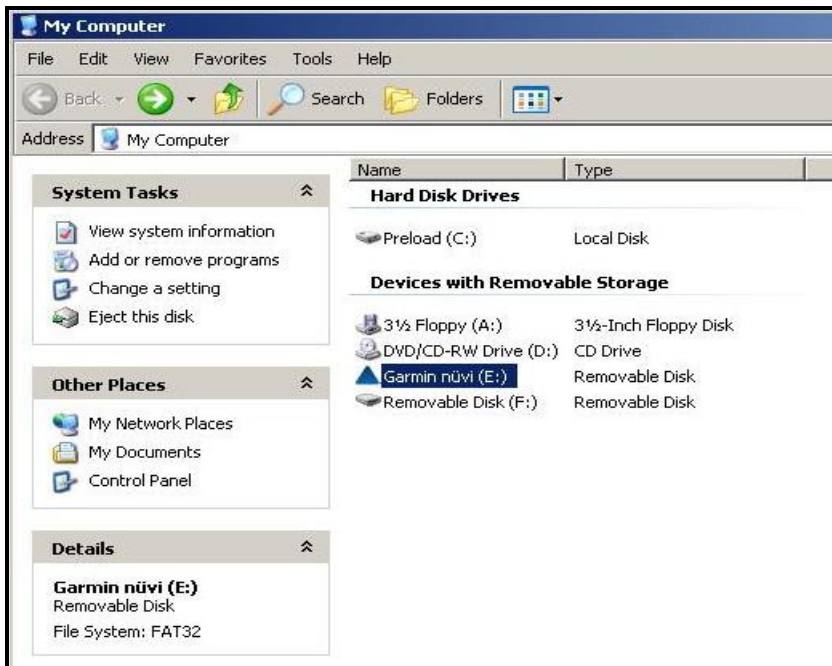 My Computer
File Edit View Favorites Tools Help
Back Search Folders
Address My Computer
System Tasks
View system information
Add or remove programs
Change a setting
Eject this disk
Other Places
My Network Places
My Documents
Control Panel
Details
Garmin nüvi (E:)
Removable Disk
File System: FAT32
Name Type
Hard Disk Drives
Preload (C:) Local Disk
Devices with Removable Storage
3½ Floppy (A:) 3½-Inch Floppy Disk
DVD/CD-RW Drive (D:) CD Drive
Garmin nüvi (E:) Removable Disk
Removable Disk (F:) Removable Disk